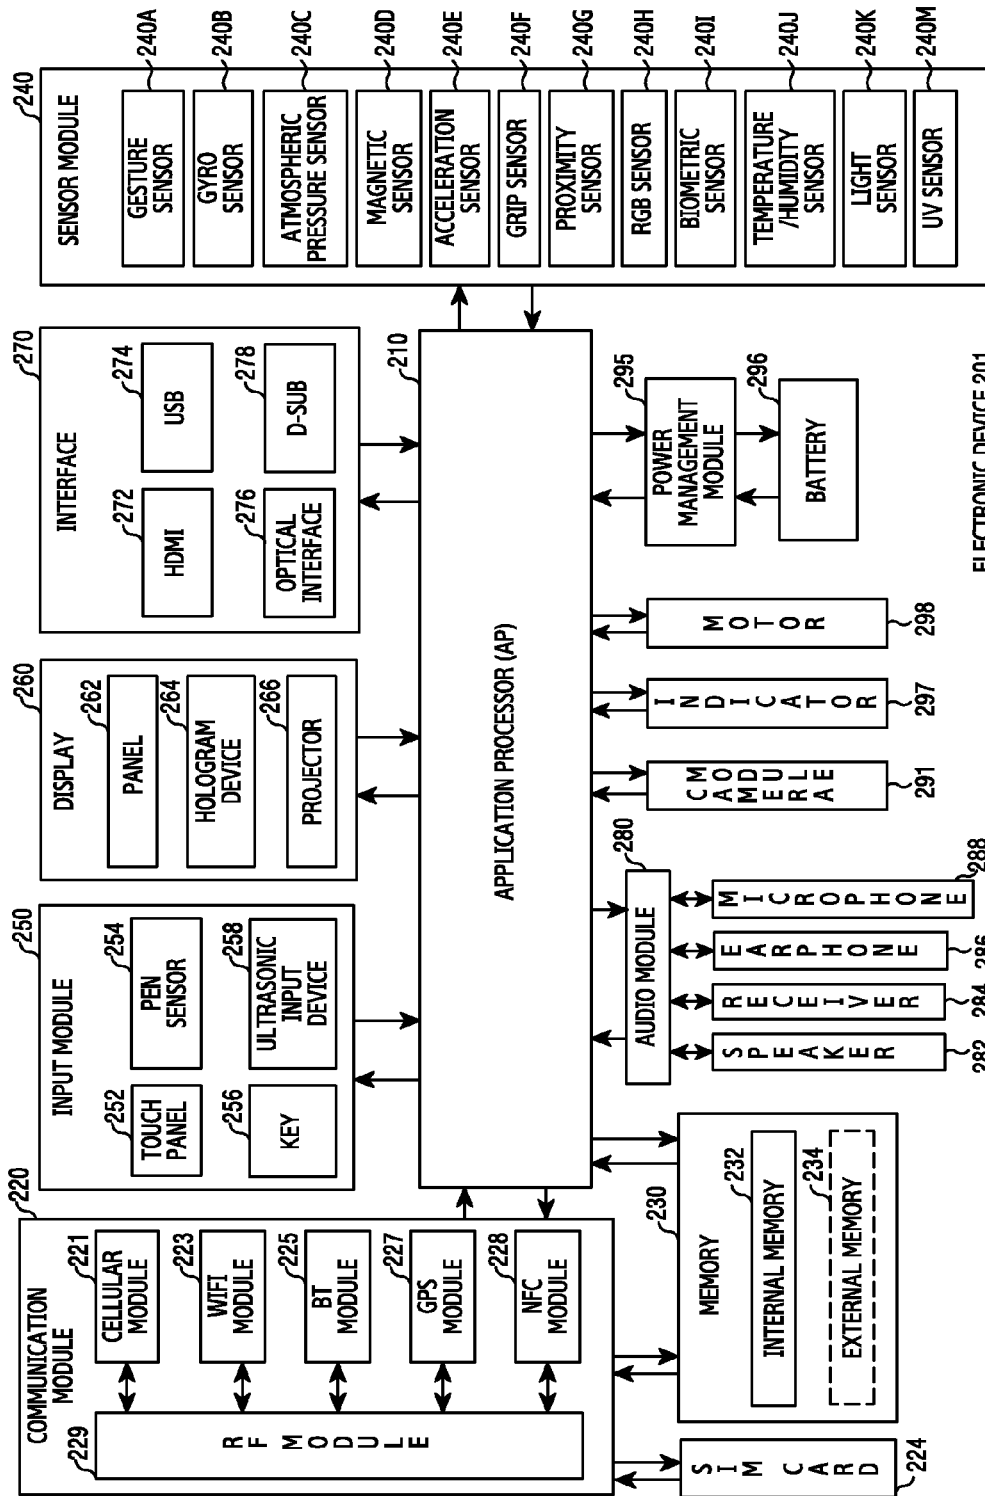 COMMUNICATION
MODULE
220
229
RF MODULE
221
CELLULAR
MODULE
223
WIFI
MODULE
225
BT
MODULE
227
GPS
MODULE
228
NFC
MODULE
INPUT MODULE
250
252
TOUCH
PANEL
254
PEN
SENSOR
256
KEY
258
ULTRASONIC
INPUT
DEVICE
DISPLAY
260
262
PANEL
264
HOLOGRAM
DEVICE
266
PROJECTOR
INTERFACE
270
272
HDMI
274
USB
276
OPTICAL
INTERFACE
278
D-SUB
SENSOR MODULE
240
GESTURE
SENSOR
240A
GYRO
SENSOR
240B
ATMOSPHERIC
PRESSURE SENSOR
240C
MAGNETIC
SENSOR
240D
ACCELERATION
SENSOR
240E
GRIP SENSOR
240F
PROXIMITY
SENSOR
240G
RGB SENSOR
240H
BIOMETRIC
SENSOR
240I
TEMPERATURE
/HUMIDITY
SENSOR
240J
LIGHT
SENSOR
240K
UV SENSOR
240M
APPLICATION PROCESSOR (AP)
210
SIM CARD
224
MEMORY
230
232
INTERNAL MEMORY
234
EXTERNAL MEMORY
AUDIO MODULE
280
SPEAKER
282
RECEIVER
284
EARPHONE
286
MICROPHONE
288
CAMERA
MODULE
291
INDICATOR
297
MOTOR
298
POWER
MANAGEMENT
MODULE
295
BATTERY
296
ELECTRONIC DEVICE 201